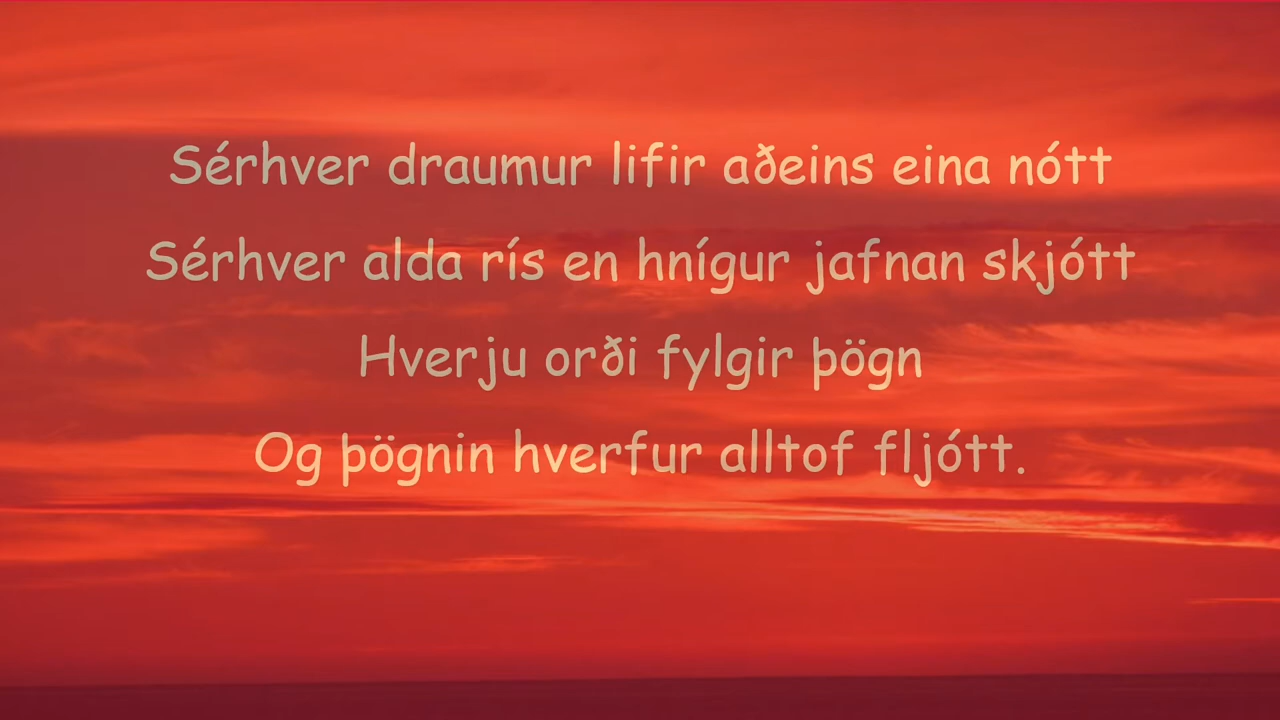 Sérhver draumur lifir aðeins eina nótt
Sérhver alda rís en hnígur jafnan skjótt
Hverju orði fylgir þögn
Og þögnin hverfur alltof fljótt.